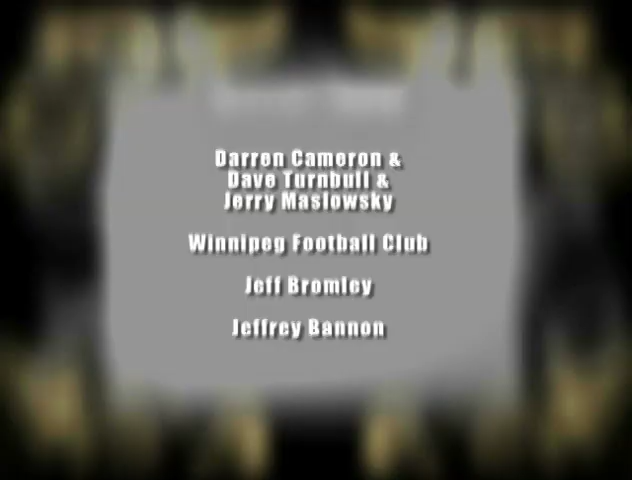 Darren Cameron &
Dave Turnbull &
Jerry Maslowsky
Winnipeg Football Club
Jeff Bromley
Jeffrey Bannon